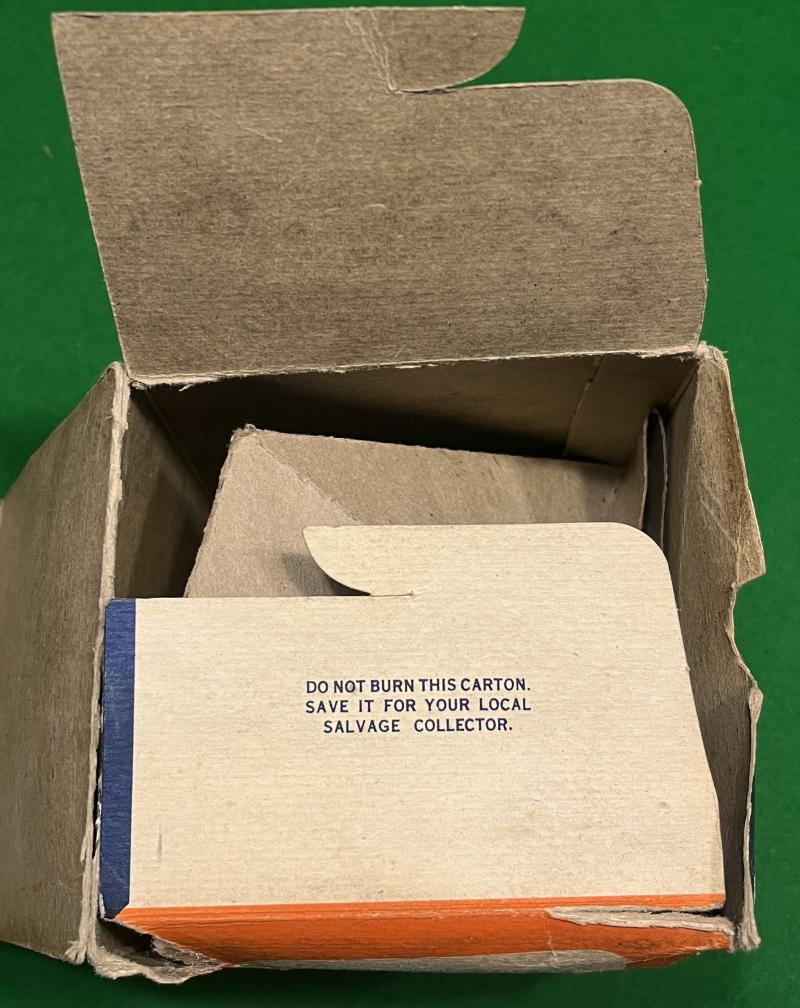 DO NOT BURN THIS CARTON.
SAVE IT FOR YOUR LOCAL
SALVAGE COLLECTOR.